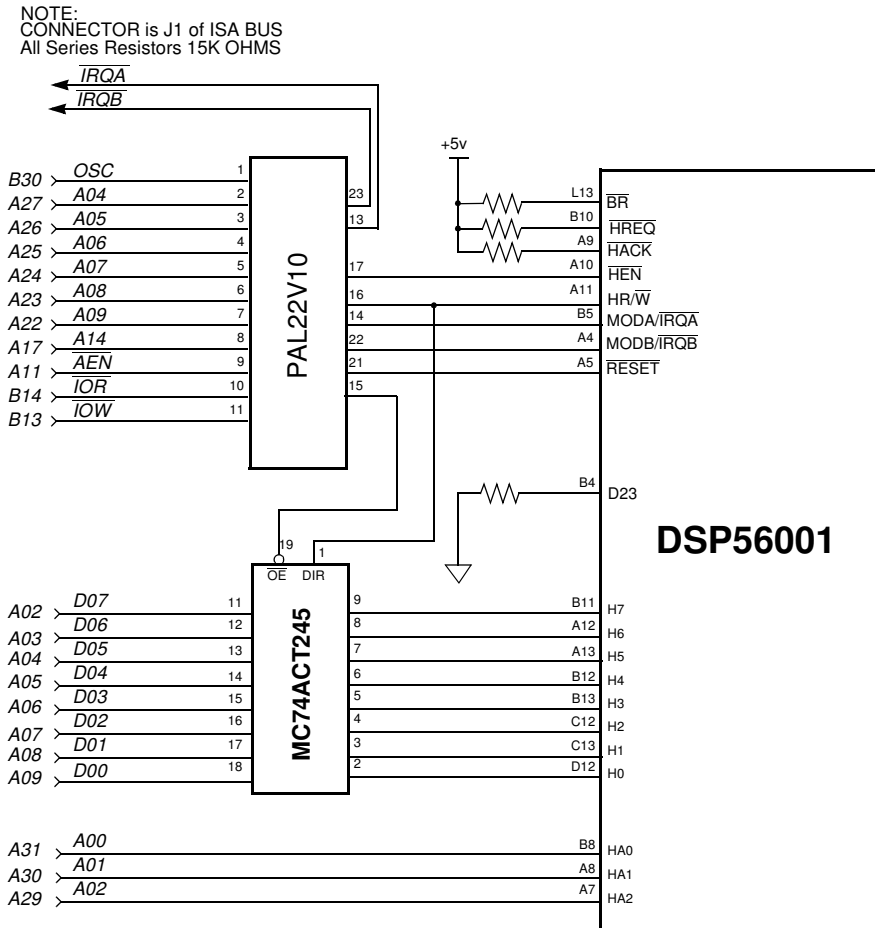 NOTE:
CONNECTOR is J1 of ISA BUS
All Series Resistors 15K OHMS
IRQA
IRQB
+5v
B30 OSC 1
A27 A04 2
A26 A05 3
A25 A06 4
A24 A07 5
A23 A08 6
A22 A09 7
A17 A14 8
A11 AEN 9
B14 IOR 10
B13 IOW 11
PAL22V10
23
13
17
16
14
22
21
15
L13 BR
B10 HREQ
A9 HACK
A10 HEN
A11 HR/W
B5 MODA/IRQA
A4 MODB/IRQB
A5 RESET
B4 D23
DSP56001
19 1
OE DIR
MC74ACT245
A02 D07 11 9 B11 H7
A03 D06 12 8 A12 H6
A04 D05 13 7 A13 H5
A05 D04 14 6 B12 H4
A06 D03 15 5 B13 H3
A07 D02 16 4 C12 H2
A08 D01 17 3 C13 H1
A09 D00 18 2 D12 H0
A31 A00 B8 HA0
A30 A01 A8 HA1
A29 A02 A7 HA2